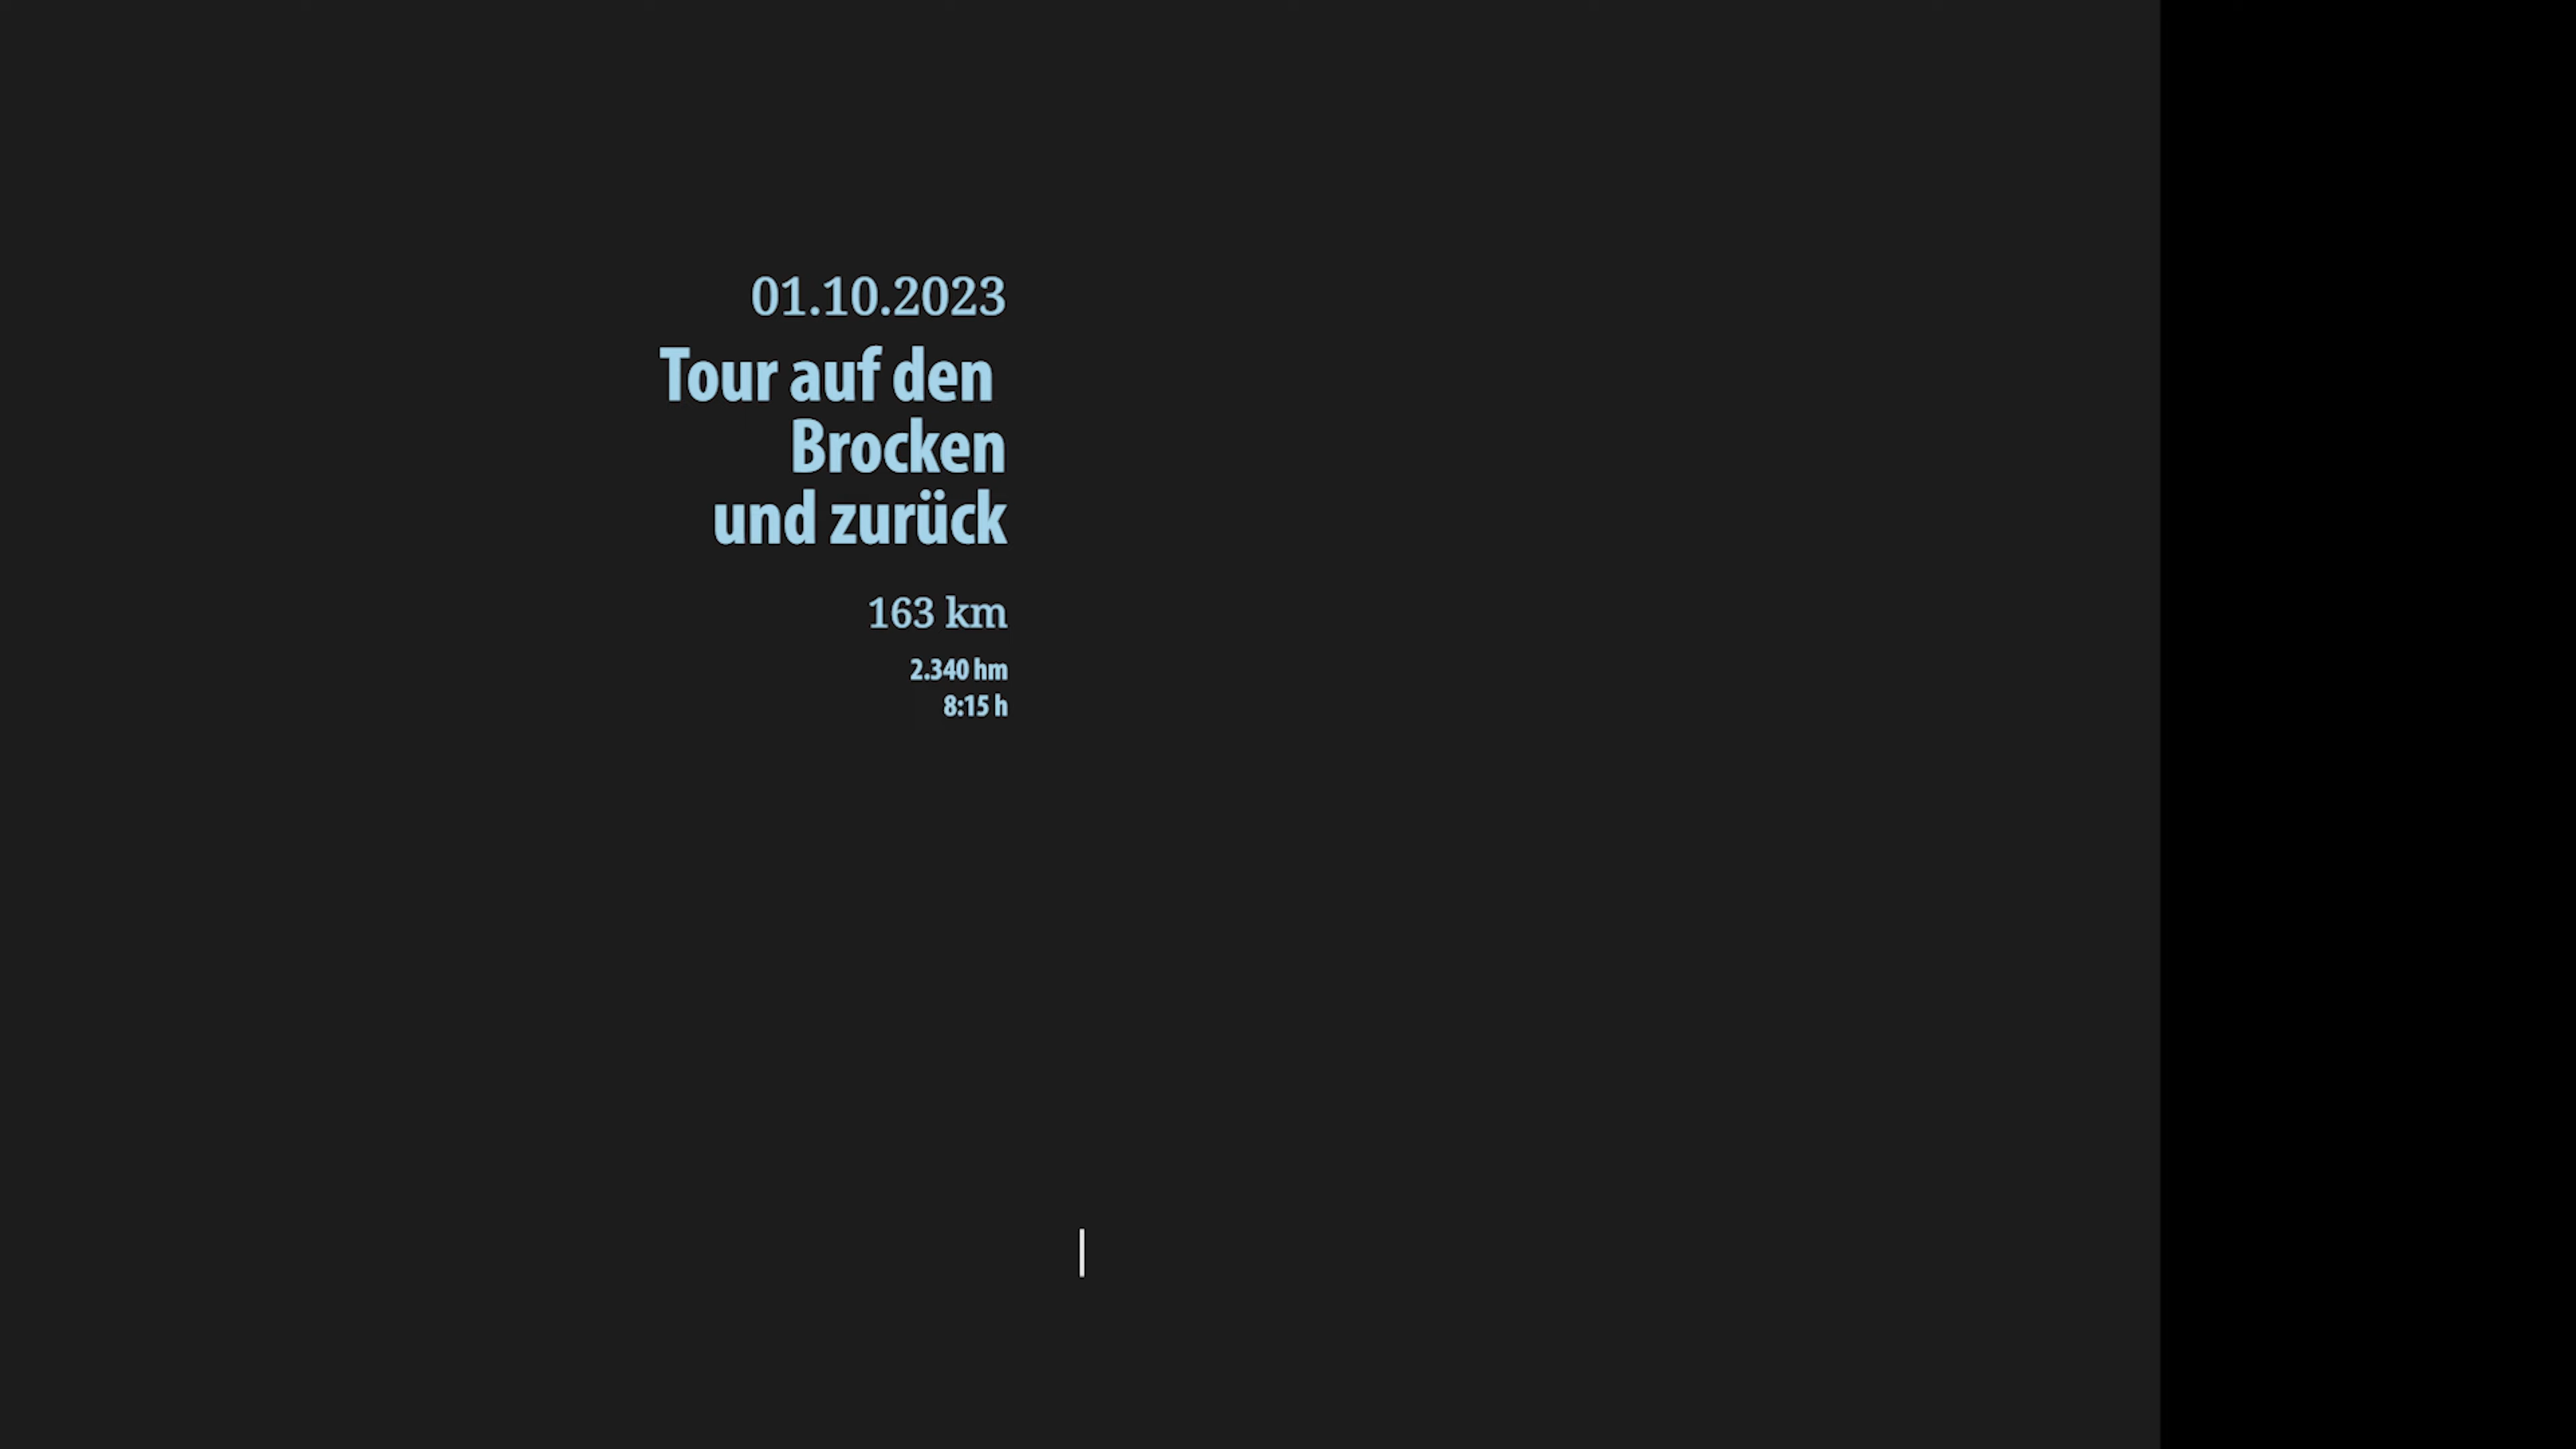 01.10.2023
Tour auf den
Brocken
und zurück
163 km
2.340 hm
8:15 h